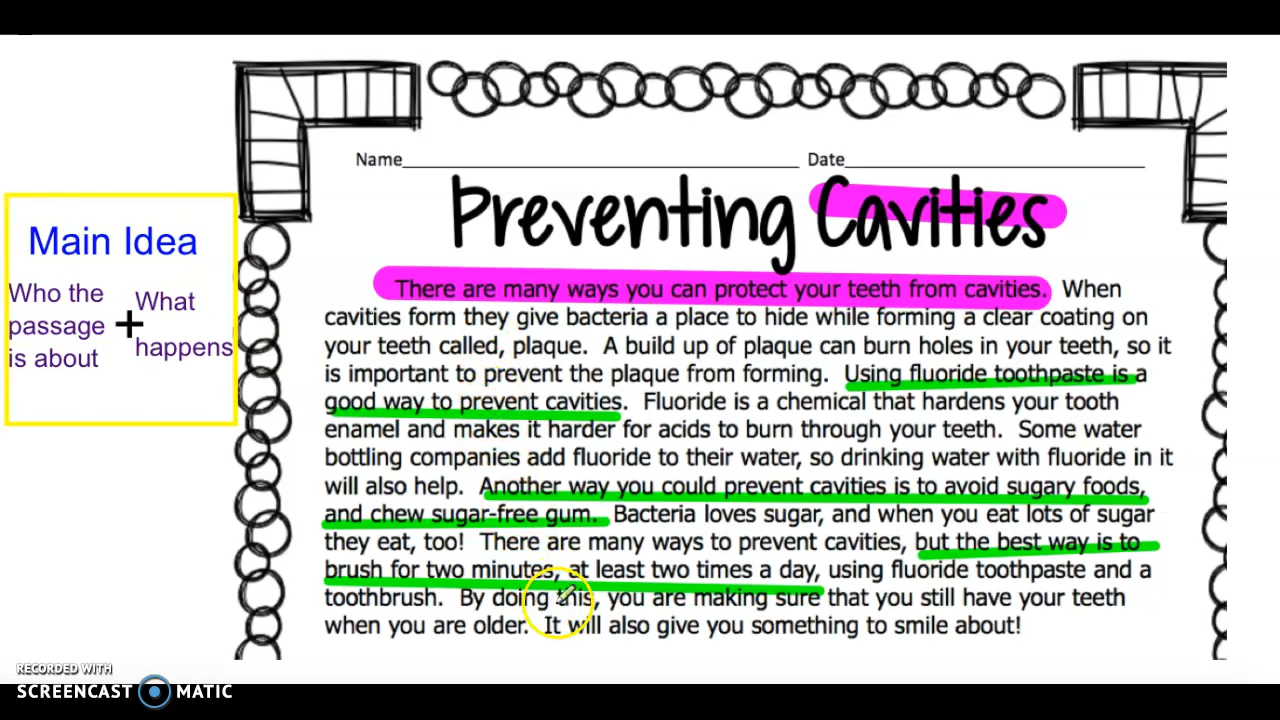 Name Date
Preventing Cavities
Main Idea
Who the
passage
is about
+
What
happens
There are many ways you can protect your teeth from cavities. When
cavities form they give bacteria a place to hide while forming a clear coating on
your teeth called, plaque. A build up of plaque can burn holes in your teeth, so it
is important to prevent the plaque from forming. Using fluoride toothpaste is a
good way to prevent cavities. Fluoride is a chemical that hardens your tooth
enamel and makes it harder for acids to burn through your teeth. Some water
bottling companies add fluoride to their water, so drinking water with fluoride in it
will also help. Another way you could prevent cavities is to avoid sugary foods,
and chew sugar-free gum. Bacteria loves sugar, and when you eat lots of sugar
they eat, too! There are many ways to prevent cavities, but the best way is to
brush for two minutes, at least two times a day, using fluoride toothpaste and a
toothbrush. By doing this, you are making sure that you still have your teeth
when you are older. It will also give you something to smile about!
RECORDED WITH
SCREENCAST MATIC